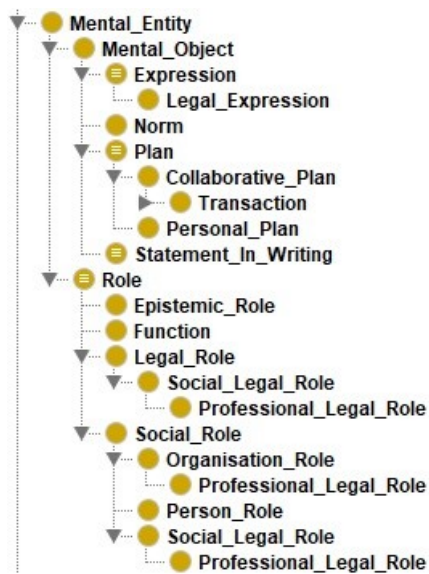 Mental_Entity
Mental_Object
Expression
Legal_Expression
Norm
Plan
Collaborative_Plan
Transaction
Personal_Plan
Statement_In_Writing
Role
Epistemic_Role
Function
Legal_Role
Social_Legal_Role
Professional_Legal_Role
Social_Role
Organisation_Role
Professional_Legal_Role
Person_Role
Social_Legal_Role
Professional_Legal_Role